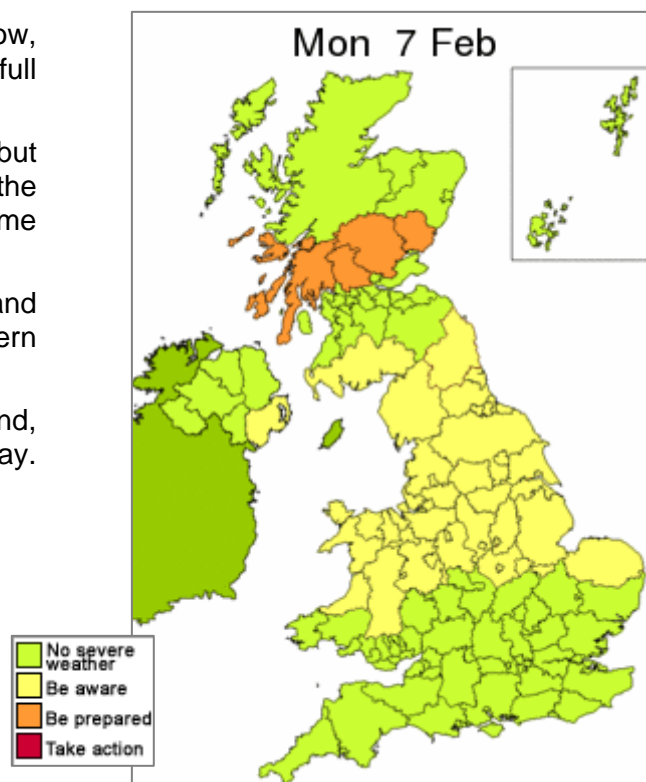 ow,
full
but
the
me
and
ern
nd,
ay.
Mon 7 Feb
No severe
weather
Be aware
Be prepared
Take action